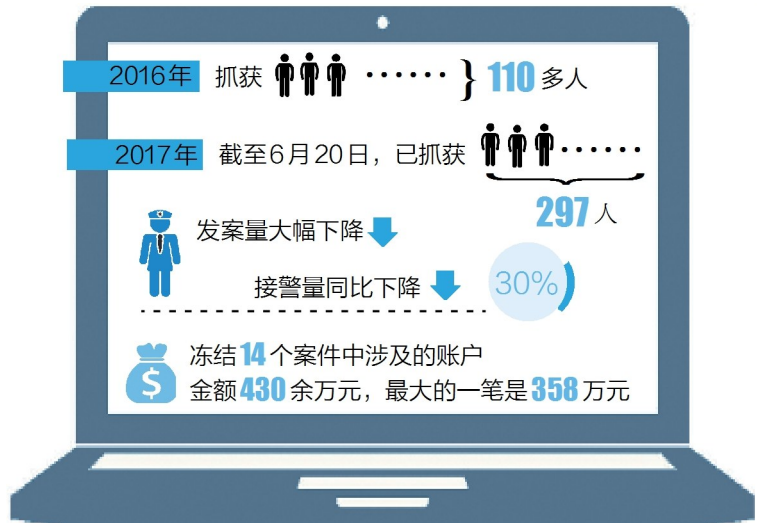 2016年 抓获 ……} 110多人
2017年 截至6月20日，已抓获 ……
297人
发案量大幅下降
接警量同比下降 30%
$ 冻结14个案件中涉及的账户
金额430余万元，最大的一笔是358万元